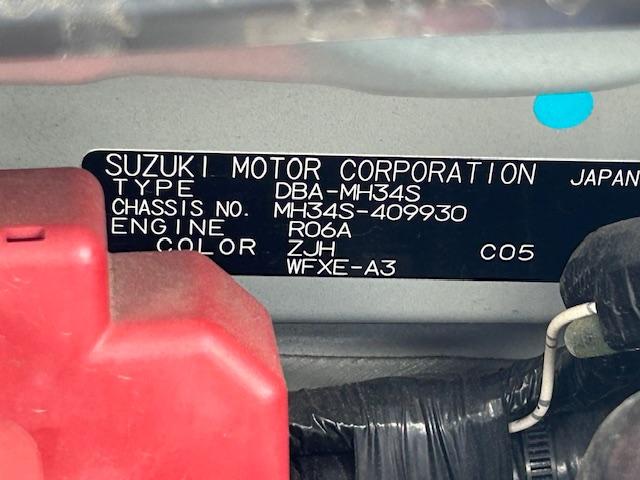 SUZUKI MOTOR CORPORATION JAPAN
TYPE DBA-MH34S
CHASSIS NO. MH34S-409930
ENGINE R06A
COLOR ZJH C05
WFXE-A3